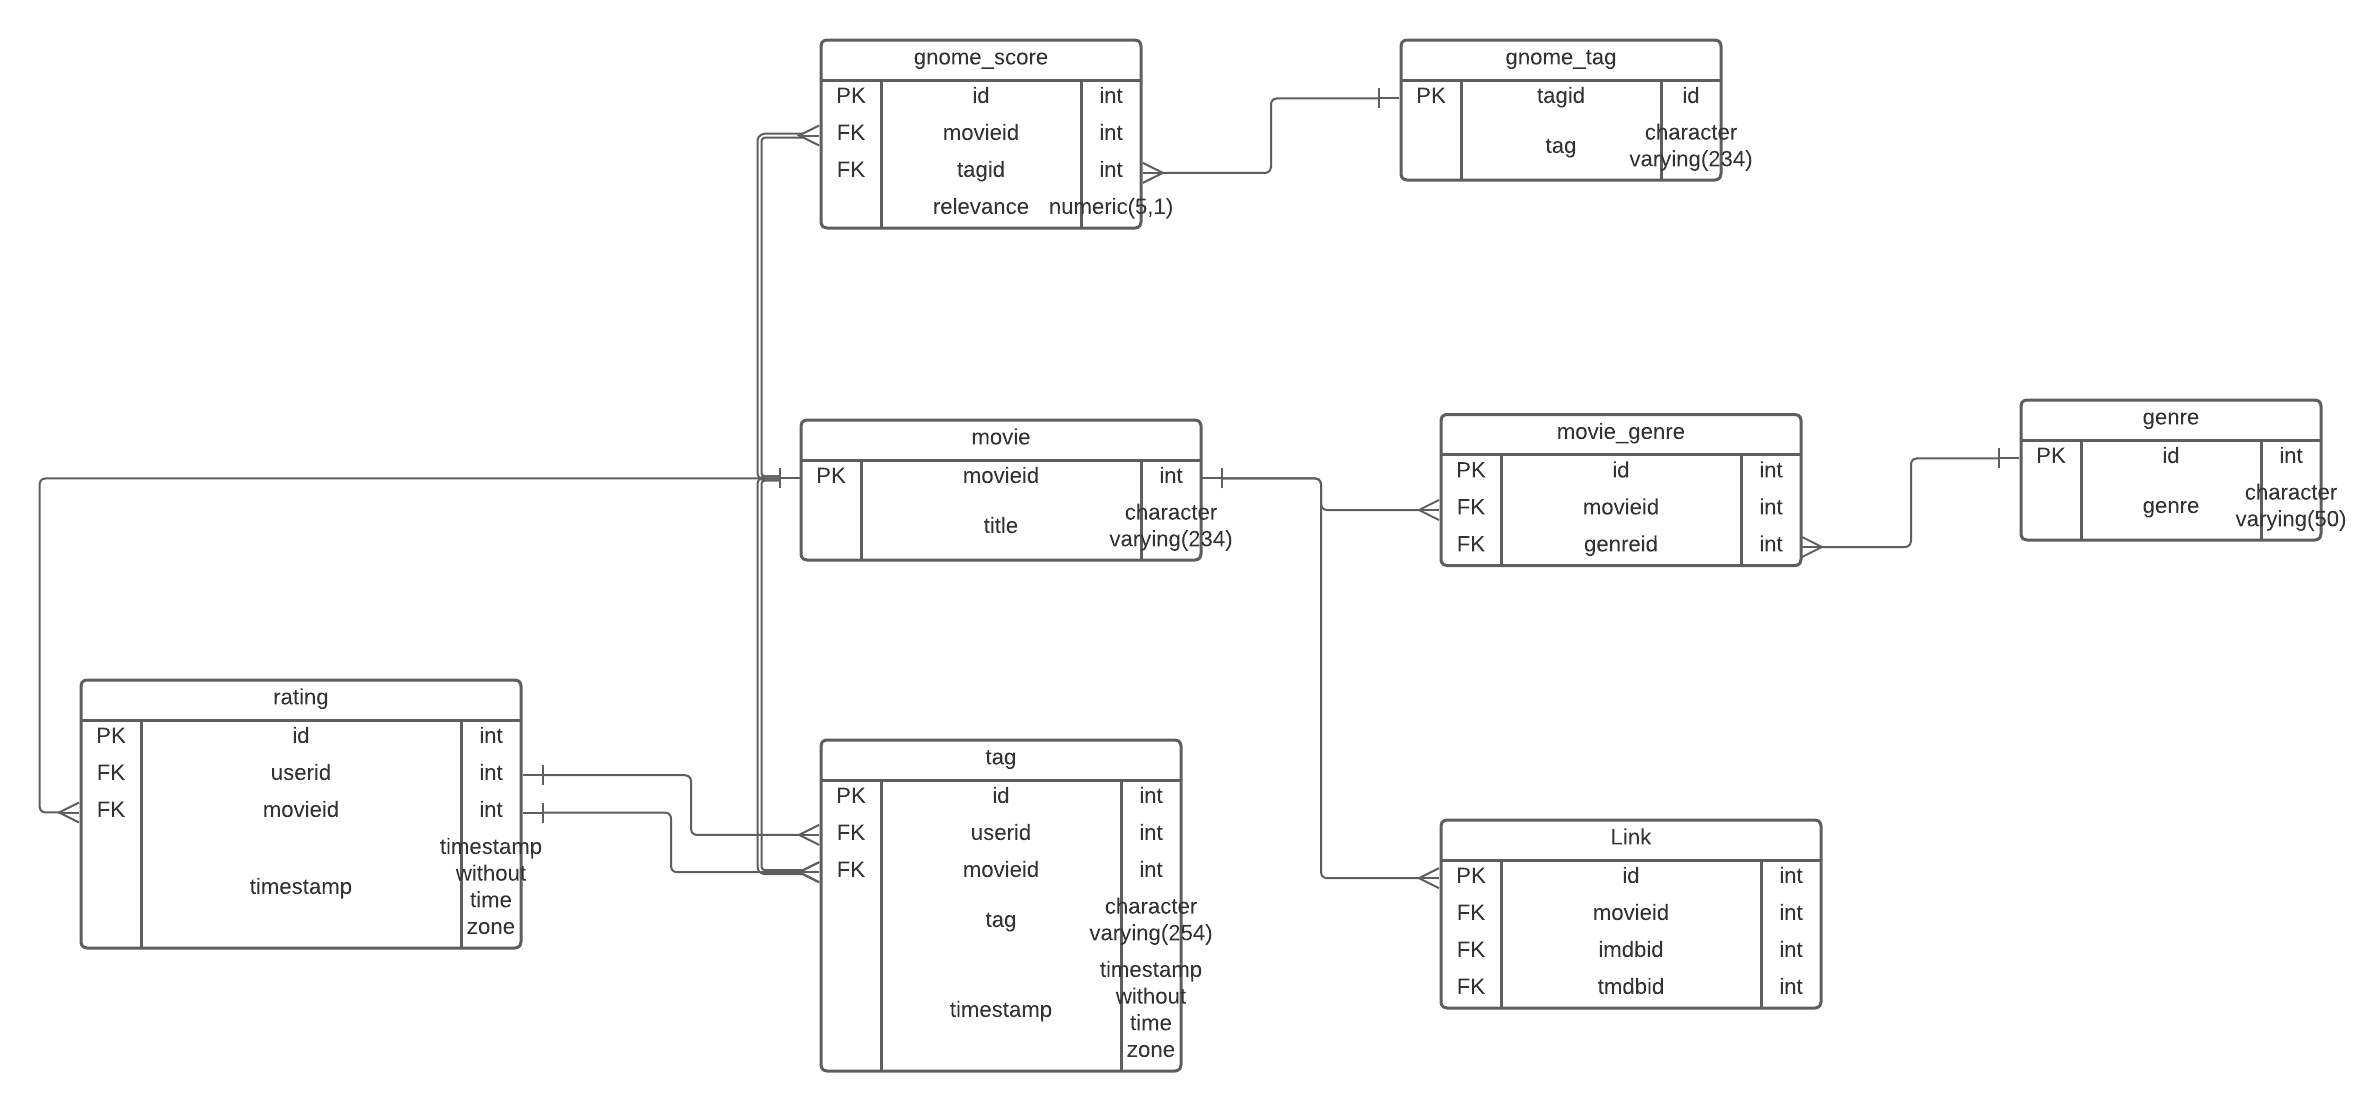 gnome_score
PK id int
FK movieid int
FK tagid int
relevance numeric(5,1)
gnome_tag
PK tagid id
tag character
varying(234)
movie
PK movieid int
title character
varying(234)
movie_genre
PK id int
FK movieid int
FK genreid int
genre
PK id int
genre character
varying(50)
rating
PK id int
FK userid int
FK movieid int
timestamp timestamp
without
time
zone
tag
PK id int
FK userid int
FK movieid int
tag character
varying(254)
timestamp timestamp
without
time
zone
Link
PK id int
FK movieid int
FK imdbid int
FK tmdbid int